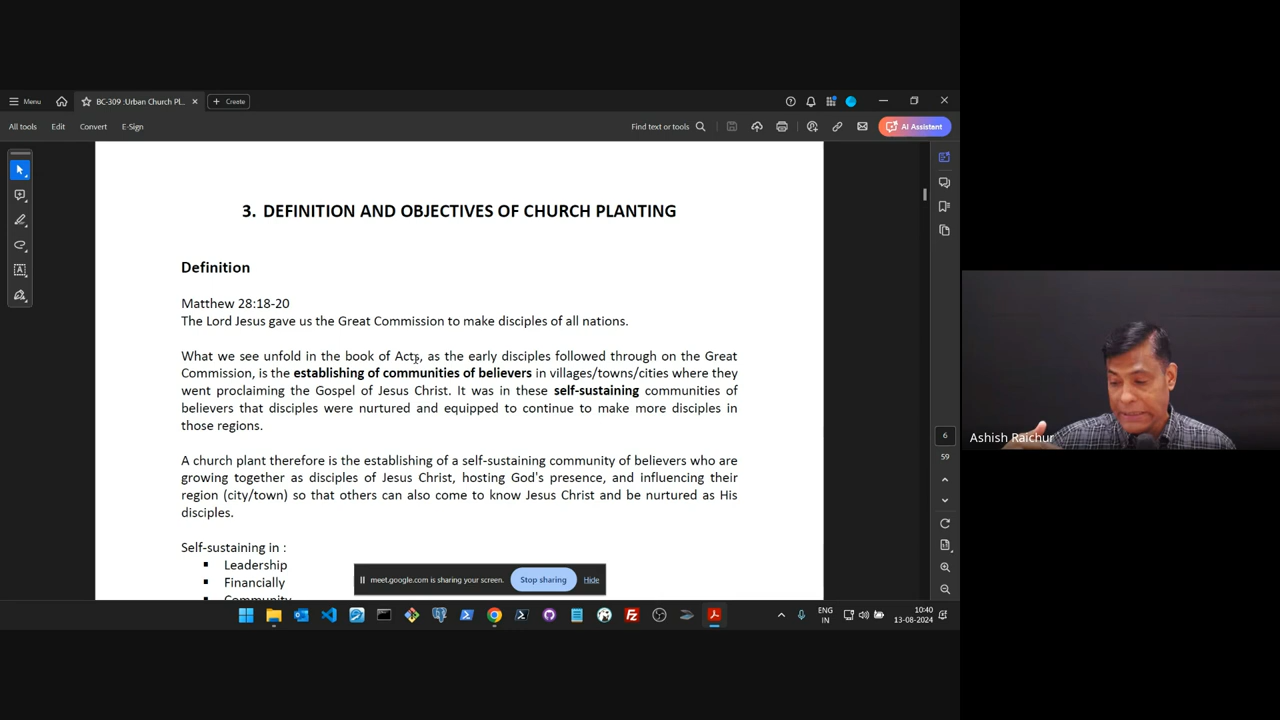 Menu
BC-309 :Urban Church Pl...
Create
All tools
Edit
Convert
E-Sign
Find text or tools
AI Assistant
3. DEFINITION AND OBJECTIVES OF CHURCH PLANTING
Definition
Matthew 28:18-20
The Lord Jesus gave us the Great Commission to make disciples of all nations.
What we see unfold in the book of Acts, as the early disciples followed through on the Great
Commission, is the establishing of communities of believers in villages/towns/cities where they
went proclaiming the Gospel of Jesus Christ. It was in these self-sustaining communities of
believers that disciples were nurtured and equipped to continue to make more disciples in
those regions.
A church plant therefore is the establishing of a self-sustaining community of believers who are
growing together as disciples of Jesus Christ, hosting God's presence, and influencing their
region (city/town) so that others can also come to know Jesus Christ and be nurtured as His
disciples.
Self-sustaining in :
▪ Leadership
▪ Financially
Community
6
59
meet.google.com is sharing your screen.
Stop sharing
Hide
ENG
IN
10:40
13-08-2024
Ashish Raichur